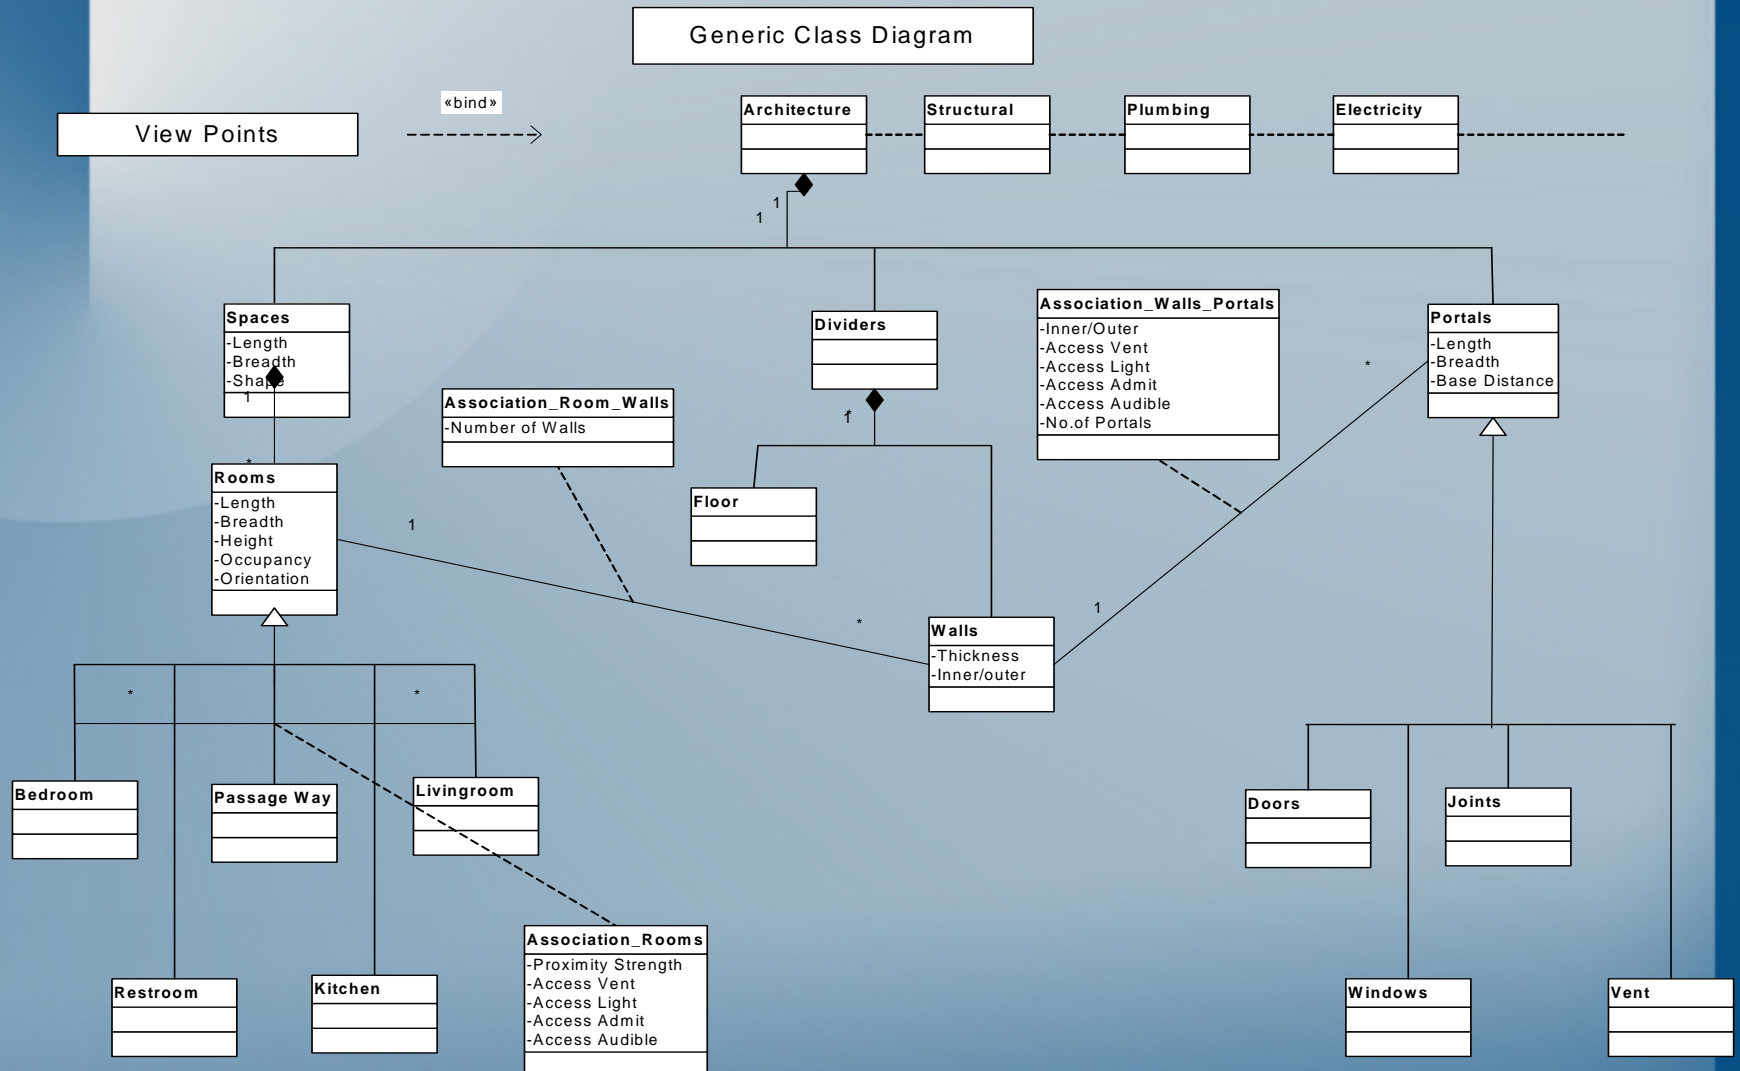 Generic Class Diagram
«bind»
View Points
Architecture
Structural
Plumbing
Electricity
1
1
Spaces
-Length
-Breadth
-Shape
1
*
Dividers
1
*
Association_Walls_Portals
-Inner/Outer
-Access Vent
-Access Light
-Access Admit
-Access Audible
-No.of Portals
Portals
-Length
-Breadth
-Base Distance
*
Association_Room_Walls
-Number of Walls
Rooms
-Length
-Breadth
-Height
-Occupancy
-Orientation
1
Floor
*
1
Walls
-Thickness
-Inner/outer
*
*
Bedroom
Passage Way
Livingroom
Doors
Joints
Restroom
Kitchen
Association_Rooms
-Proximity Strength
-Access Vent
-Access Light
-Access Admit
-Access Audible
Windows
Vent